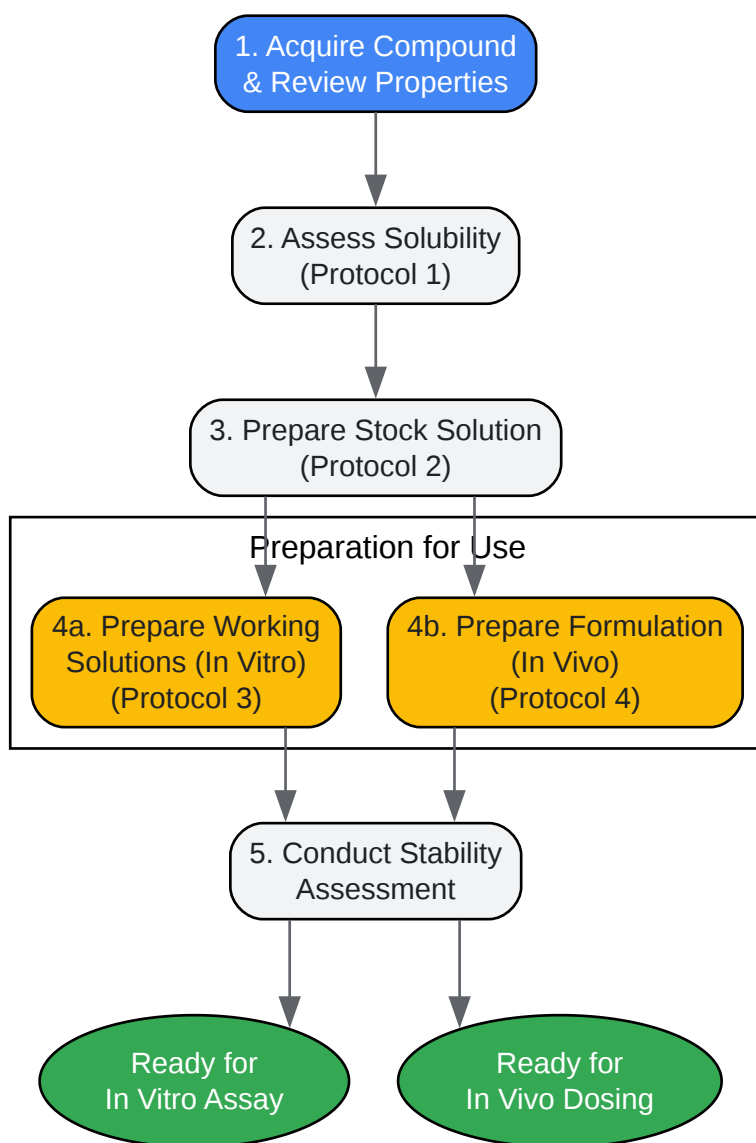 1. Acquire Compound
& Review Properties
2. Assess Solubility
(Protocol 1)
3. Prepare Stock Solution
(Protocol 2)
Preparation for Use
4a. Prepare Working
Solutions (In Vitro)
(Protocol 3)
4b. Prepare Formulation
(In Vivo)
(Protocol 4)
5. Conduct Stability
Assessment
Ready for
In Vitro Assay
Ready for
In Vivo Dosing